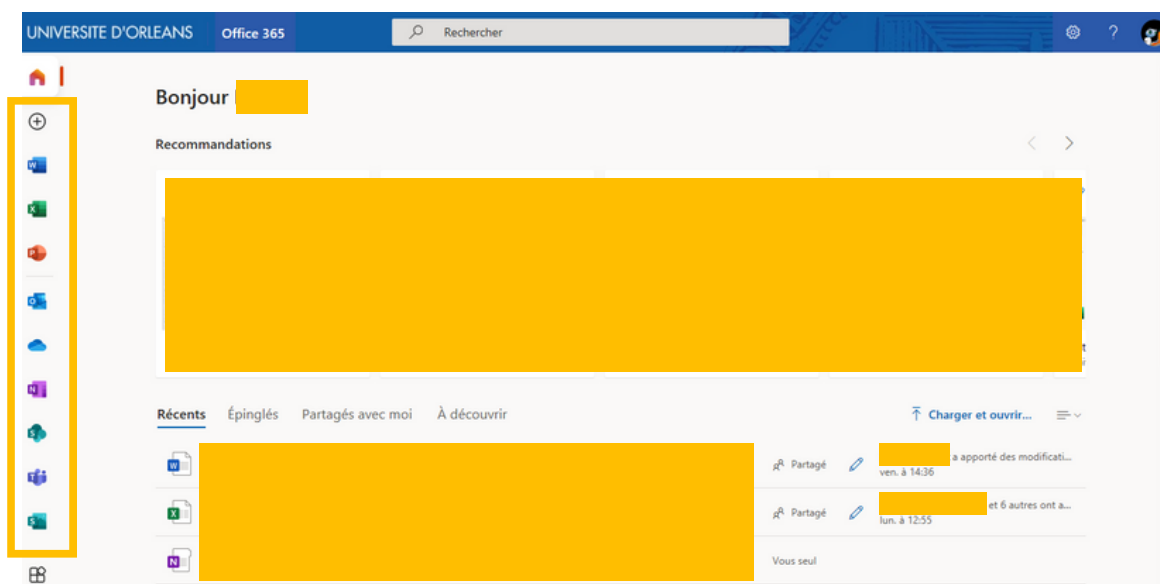 UNIVERSITE D'ORLEANS Office 365 Rechercher ?
Bonjour
Recommandations
Récents Épinglés Partagés avec moi À découvrir Charger et ouvrir...
W Partagé a apporté des modificati...
ven. à 14:36
X Partagé et 6 autres ont a...
lun. à 12:55
N Vous seul